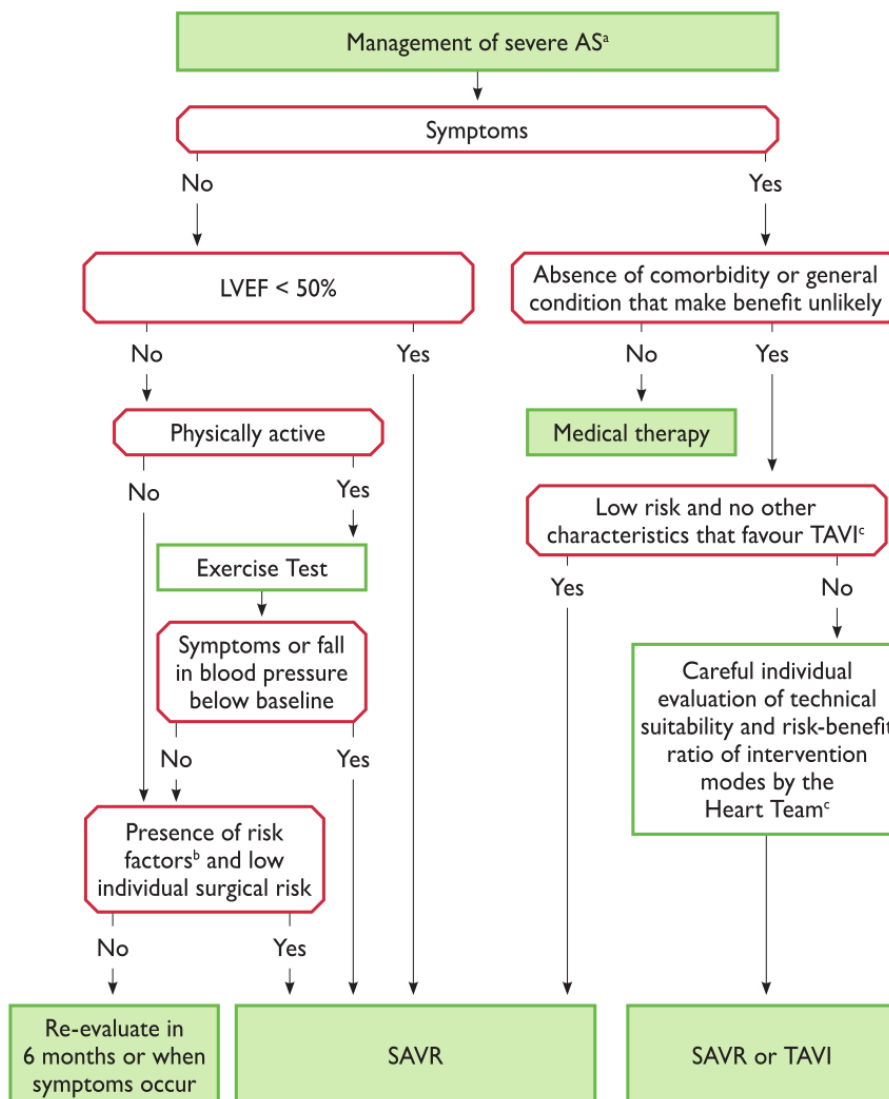 Management of severe ASᵃ
Symptoms
No
Yes
LVEF < 50%
Absence of comorbidity or general
condition that make benefit unlikely
No
Yes
No
Yes
Physically active
Medical therapy
No
Yes
Low risk and no other
characteristics that favour TAVIᶜ
Exercise Test
Yes
No
Symptoms or fall
in blood pressure
below baseline
Careful individual
evaluation of technical
suitability and risk-benefit
ratio of intervention
modes by the
Heart Teamᶜ
No
Yes
Presence of risk
factorsᵇ and low
individual surgical risk
No
Yes
Re-evaluate in
6 months or when
symptoms occur
SAVR
SAVR or TAVI